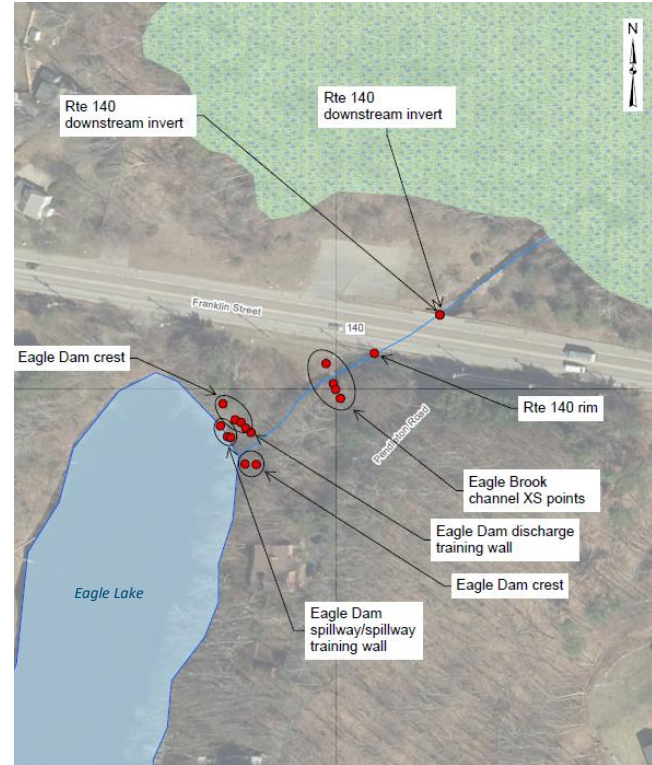 N
Rte 140
downstream invert
Rte 140
downstream invert
Franklin Street
140
Eagle Dam crest
Rte 140 rim
Pendleton Road
Eagle Brook
channel XS points
Eagle Dam discharge
training wall
Eagle Dam crest
Eagle Lake
Eagle Dam
spillway/spillway
training wall